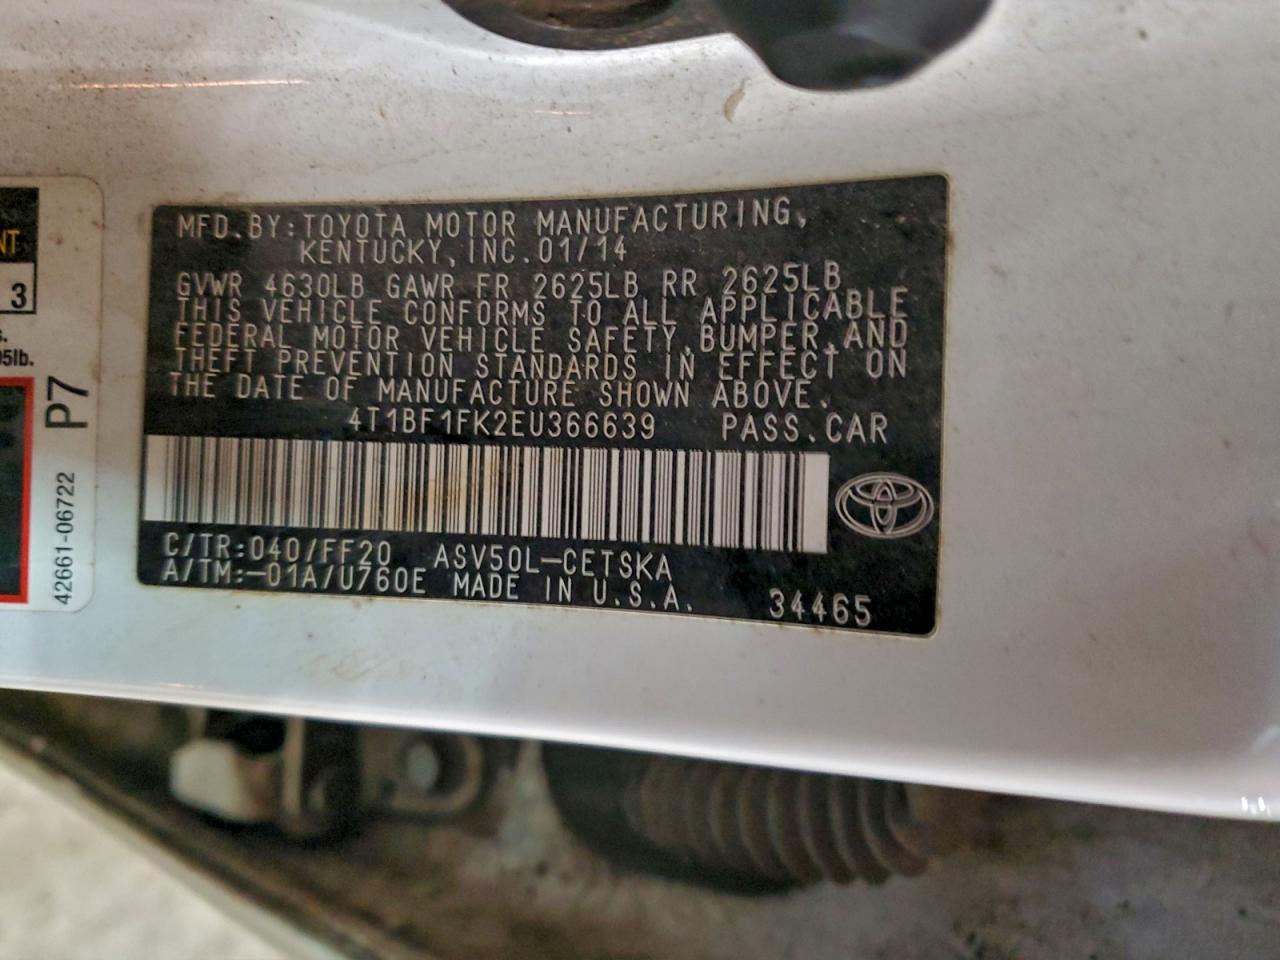 NT
3
5lb.
P7
42661-06722
MFD.BY:TOYOTA MOTOR MANUFACTURING,
KENTUCKY,INC.01/14
GVWR 4630LB GAWR FR 2625LB RR 2625LB
THIS VEHICLE CONFORMS TO ALL APPLICABLE
FEDERAL MOTOR VEHICLE SAFETY,BUMPER,AND
THEFT PREVENTION STANDARDS IN EFFECT ON
THE DATE OF MANUFACTURE SHOWN ABOVE.
4T1BF1FK2EU366639 PASS.CAR
C/TR:040/FF20 ASV50L-CETSKA
A/TM:-01A/U760E MADE IN U.S.A. 34465